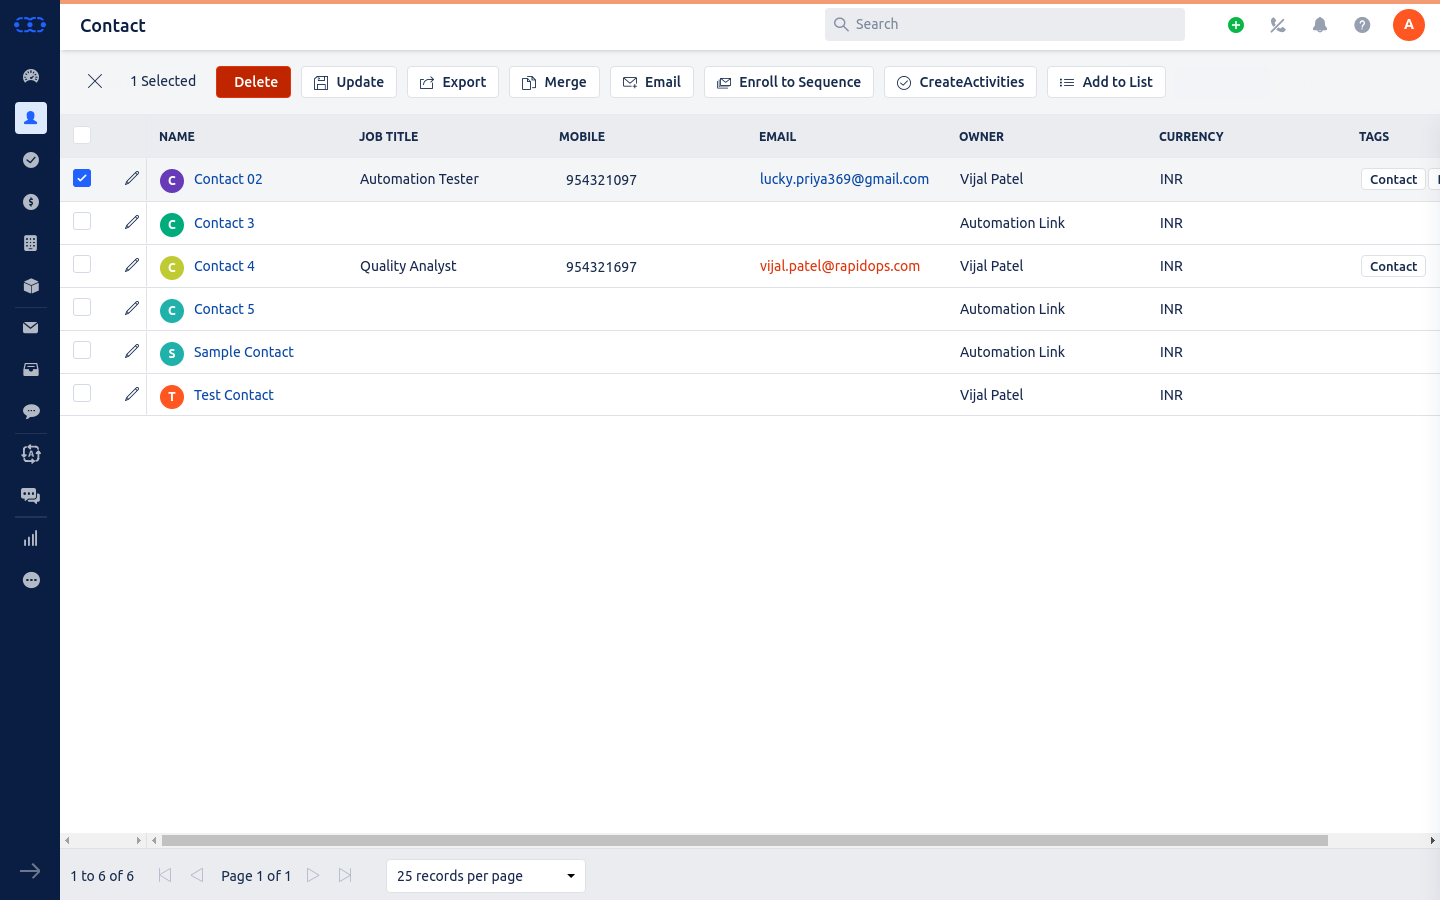 Contact
Search
A
1 Selected
Delete
Update
Export
Merge
Email
Enroll to Sequence
CreateActivities
Add to List
NAME JOB TITLE MOBILE EMAIL OWNER CURRENCY TAGS
C Contact 02 Automation Tester 954321097 lucky.priya369@gmail.com Vijal Patel INR Contact
C Contact 3 Automation Link INR
C Contact 4 Quality Analyst 954321697 vijal.patel@rapidops.com Vijal Patel INR Contact
C Contact 5 Automation Link INR
S Sample Contact Automation Link INR
T Test Contact Vijal Patel INR
1 to 6 of 6
Page 1 of 1
25 records per page